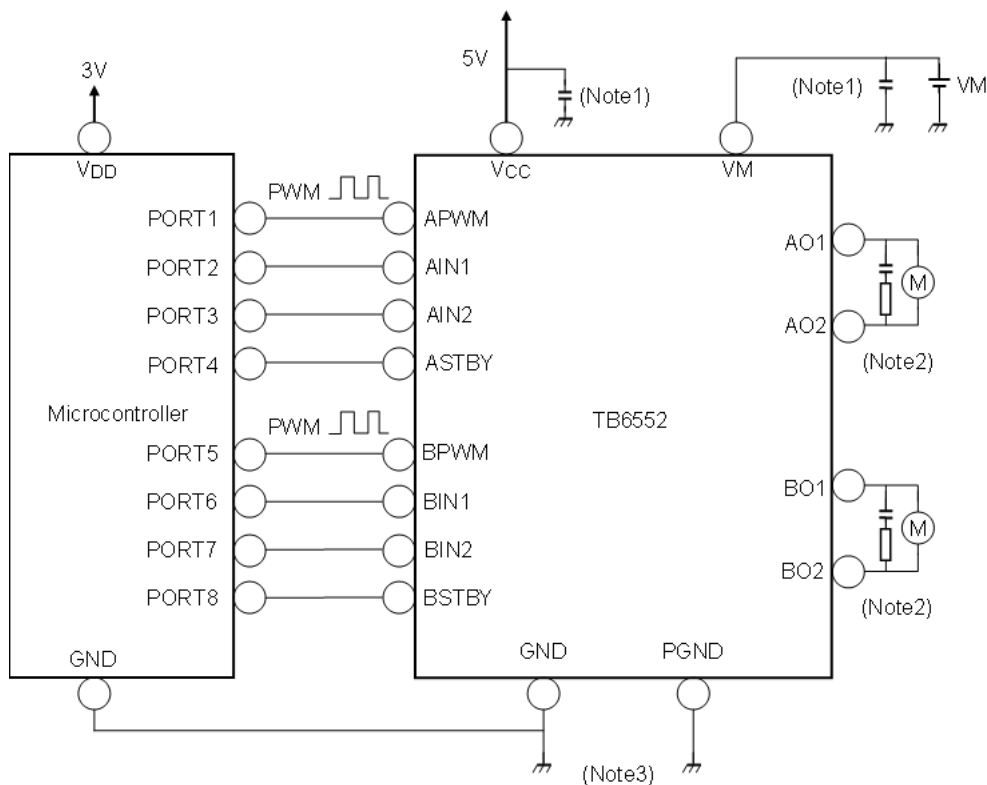 5V
3V
(Note1)
(Note1)
VM
VDD
VCC
VM
PWM
PORT1
APWM
AO1
PORT2
AIN1
M
PORT3
AIN2
AO2
PORT4
ASTBY
(Note2)
Microcontroller
TB6552
PWM
PORT5
BPWM
BO1
PORT6
BIN1
M
PORT7
BIN2
BO2
PORT8
BSTBY
(Note2)
GND
GND
PGND
(Note3)